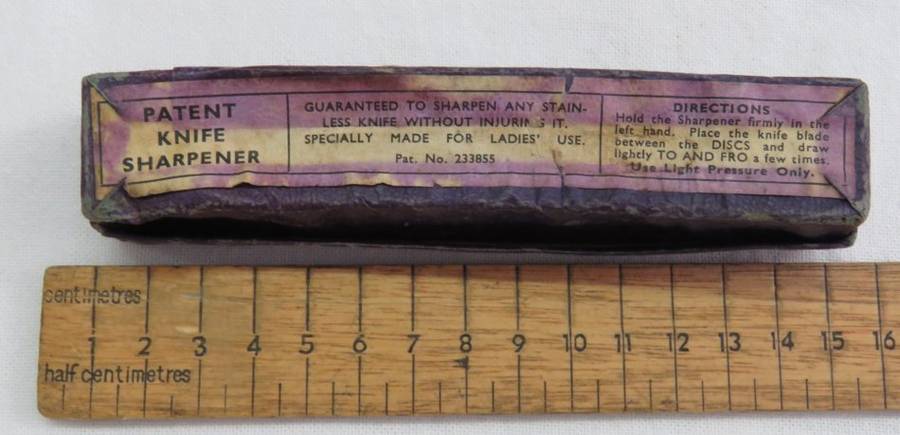 PATENT
KNIFE
SHARPENER
GUARANTEED TO SHARPEN ANY STAIN-
LESS KNIFE WITHOUT INJURING IT.
SPECIALLY MADE FOR LADIES' USE.
Pat. No. 233855
DIRECTIONS
Hold the Sharpener firmly in the
left hand. Place the knife blade
between the DISCS and draw
lightly TO AND FRO a few times.
Use Light Pressure Only.
centimetres
1 2 3 4 5 6 7 8 9 10 11 12 13 14 15 16
half centimetres